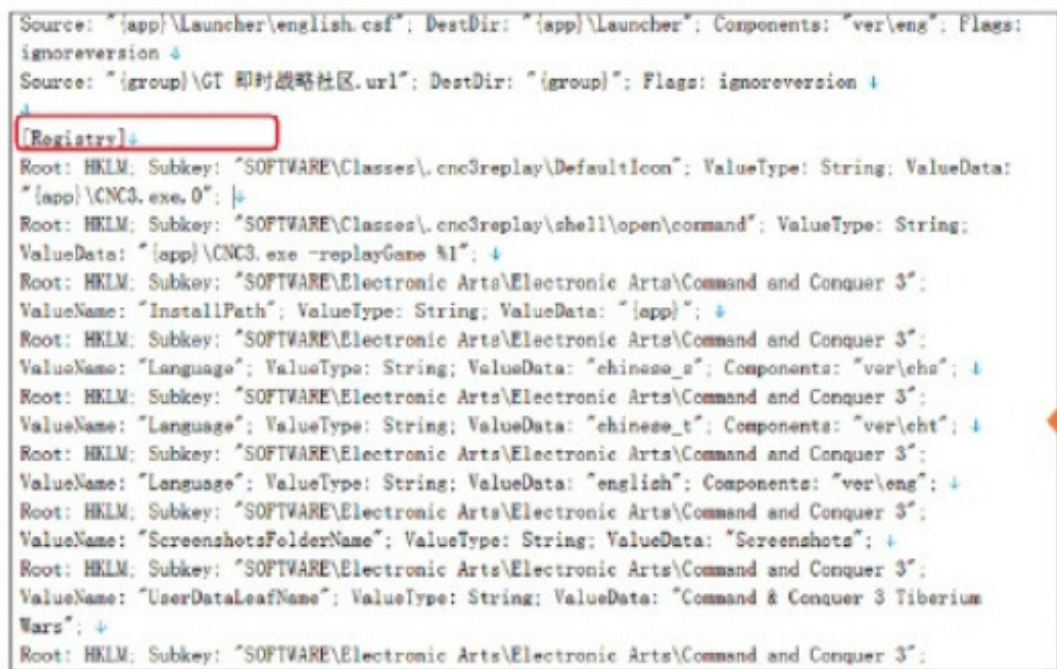 Source: "{app}\Launcher\english.csf"; DestDir: "{app}\Launcher"; Components: "ver\eng"; Flags:
ignoreversion ↓
Source: "{group}\GT 即时战略社区.url"; DestDir: "{group}"; Flags: ignoreversion ↓
↓
[Registry]↓
Root: HKLM; Subkey: "SOFTWARE\Classes\.cnc3replay\DefaultIcon"; ValueType: String; ValueData:
"{app}\CNC3.exe.0"; ↓
Root: HKLM; Subkey: "SOFTWARE\Classes\.cnc3replay\shell\open\command"; ValueType: String;
ValueData: "{app}\CNC3.exe -replayGame %1"; ↓
Root: HKLM; Subkey: "SOFTWARE\Electronic Arts\Electronic Arts\Command and Conquer 3";
ValueName: "InstallPath"; ValueType: String; ValueData: "{app}"; ↓
Root: HKLM; Subkey: "SOFTWARE\Electronic Arts\Electronic Arts\Command and Conquer 3";
ValueName: "Language"; ValueType: String; ValueData: "chinese_s"; Components: "ver\chs"; ↓
Root: HKLM; Subkey: "SOFTWARE\Electronic Arts\Electronic Arts\Command and Conquer 3";
ValueName: "Language"; ValueType: String; ValueData: "chinese_t"; Components: "ver\cht"; ↓
Root: HKLM; Subkey: "SOFTWARE\Electronic Arts\Electronic Arts\Command and Conquer 3";
ValueName: "Language"; ValueType: String; ValueData: "english"; Components: "ver\eng"; ↓
Root: HKLM; Subkey: "SOFTWARE\Electronic Arts\Electronic Arts\Command and Conquer 3";
ValueName: "ScreenshotsFolderName"; ValueType: String; ValueData: "Screenshots"; ↓
Root: HKLM; Subkey: "SOFTWARE\Electronic Arts\Electronic Arts\Command and Conquer 3";
ValueName: "UserDataLeafName"; ValueType: String; ValueData: "Command & Conquer 3 Tiberium
Wars"; ↓
Root: HKLM; Subkey: "SOFTWARE\Electronic Arts\Electronic Arts\Command and Conquer 3";